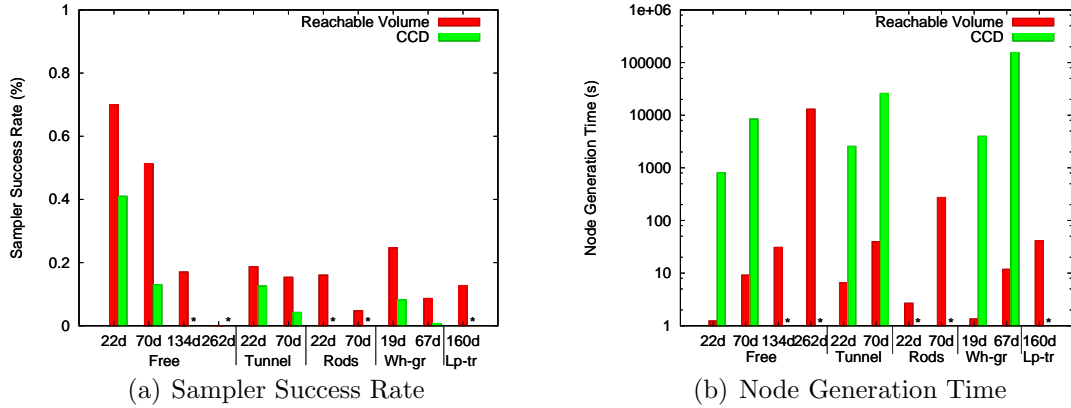 Sampler Success Rate (%)
1
0.8
0.6
0.4
0.2
0
Reachable Volume
CCD
* * * * *
22d 70d 134d 262d 22d 70d 22d 70d 19d 67d 160d
Free Tunnel Rods Wh-gr Lp-tr
(a) Sampler Success Rate
Node Generation Time (s)
1e+06
100000
10000
1000
100
10
1
Reachable Volume
CCD
* * * * *
22d 70d 134d 262d 22d 70d 22d 70d 19d 67d 160d
Free Tunnel Rods Wh-gr Lp-tr
(b) Node Generation Time